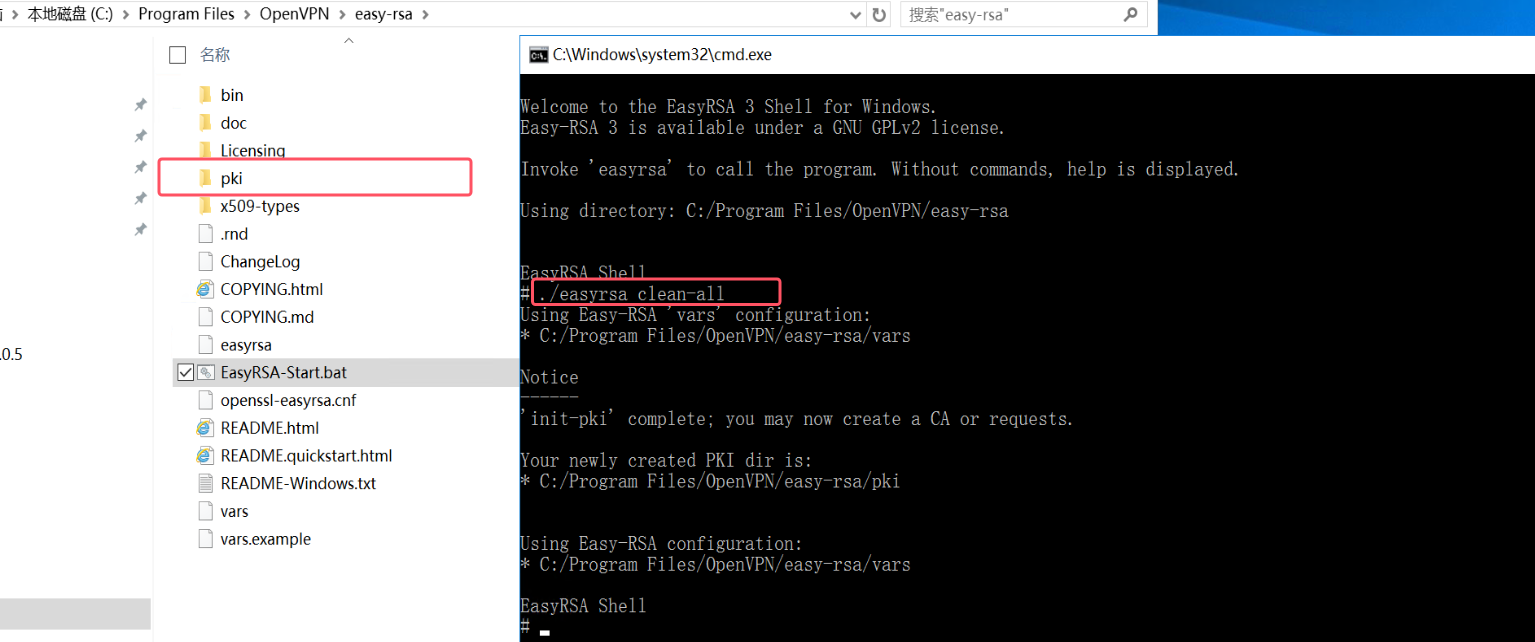 本地磁盘 (C:) > Program Files > OpenVPN > easy-rsa >
搜索"easy-rsa"
名称
bin
doc
Licensing
pki
x509-types
.rnd
ChangeLog
COPYING.html
COPYING.md
easyrsa
EasyRSA-Start.bat
openssl-easyrsa.cnf
README.html
README.quickstart.html
README-Windows.txt
vars
vars.example
.0.5
C:\Windows\system32\cmd.exe
Welcome to the EasyRSA 3 Shell for Windows.
Easy-RSA 3 is available under a GNU GPLv2 license.
Invoke 'easyrsa' to call the program. Without commands, help is displayed.
Using directory: C:/Program Files/OpenVPN/easy-rsa
EasyRSA Shell
# ./easyrsa clean-all
Using Easy-RSA 'vars' configuration:
* C:/Program Files/OpenVPN/easy-rsa/vars
Notice
------
'init-pki' complete; you may now create a CA or requests.
Your newly created PKI dir is:
* C:/Program Files/OpenVPN/easy-rsa/pki
Using Easy-RSA configuration:
* C:/Program Files/OpenVPN/easy-rsa/vars
EasyRSA Shell
#